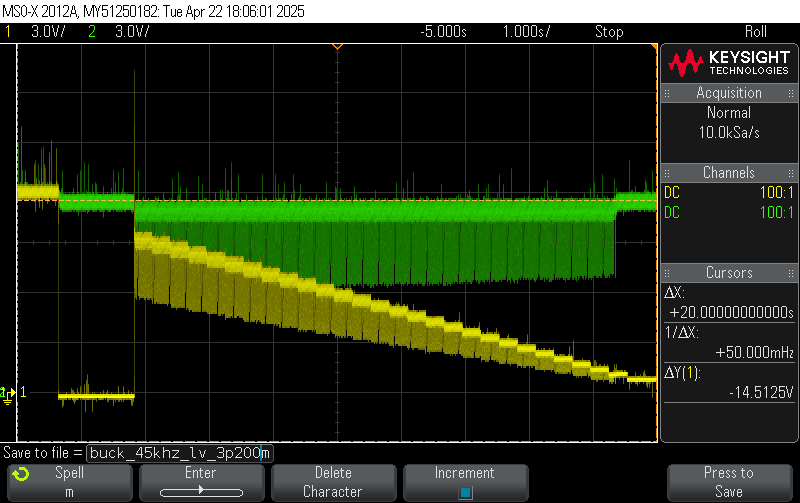 MSO-X 2012A, MY51250182: Tue Apr 22 18:06:01 2025
1 3.0V/ 2 3.0V/ -5.000s 1.000s/ Stop Roll
KEYSIGHT
TECHNOLOGIES
Acquisition
Normal
10.0kSa/s
Channels
DC 100:1
DC 100:1
Cursors
ΔX:
+20.00000000000s
1/ΔX:
+50.000mHz
ΔY(1):
-14.5125V
1
Save to file = buck_45khz_lv_3p200m
Spell
m
Enter
Delete
Character
Increment
Press to
Save